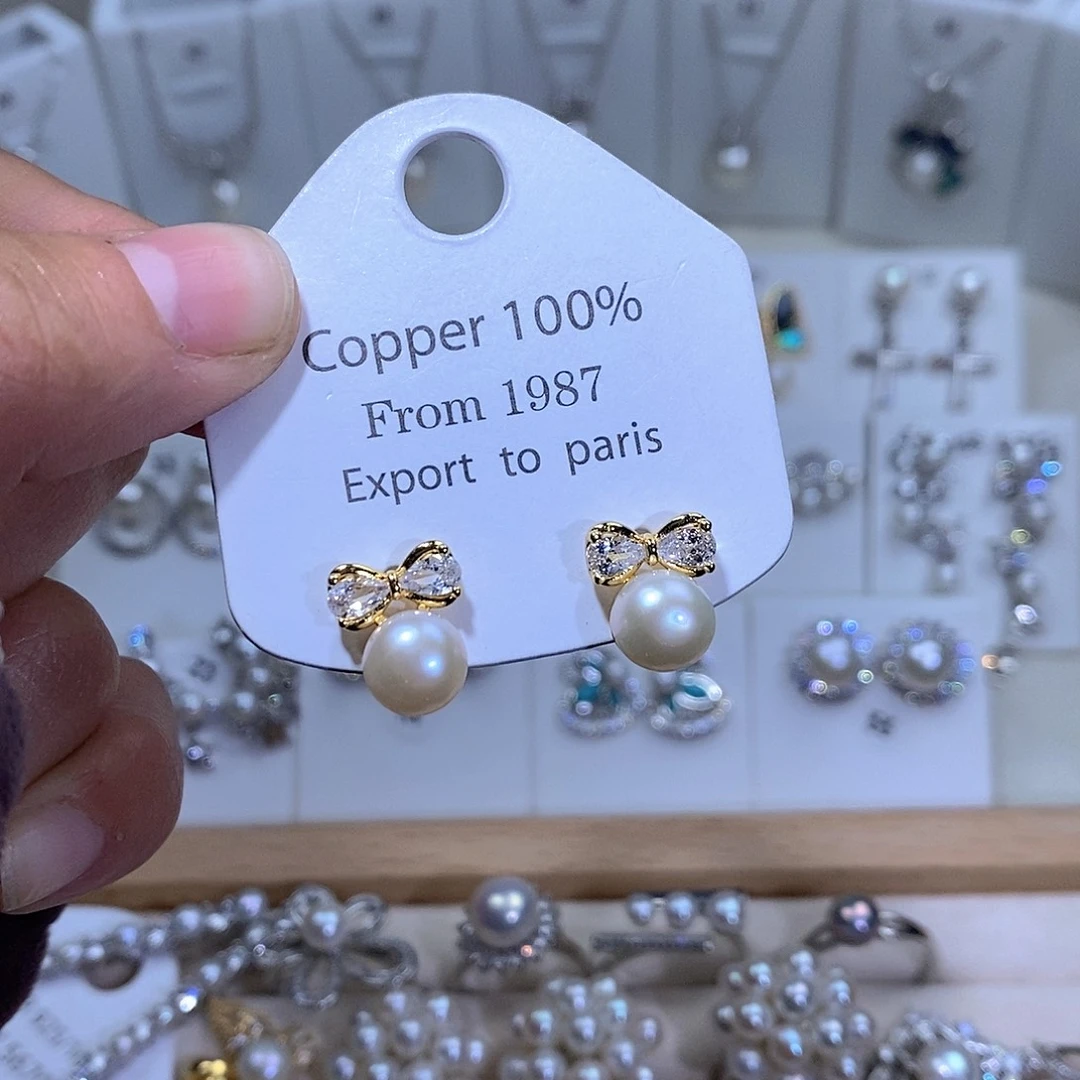 Copper 100%
From 1987
Export to paris